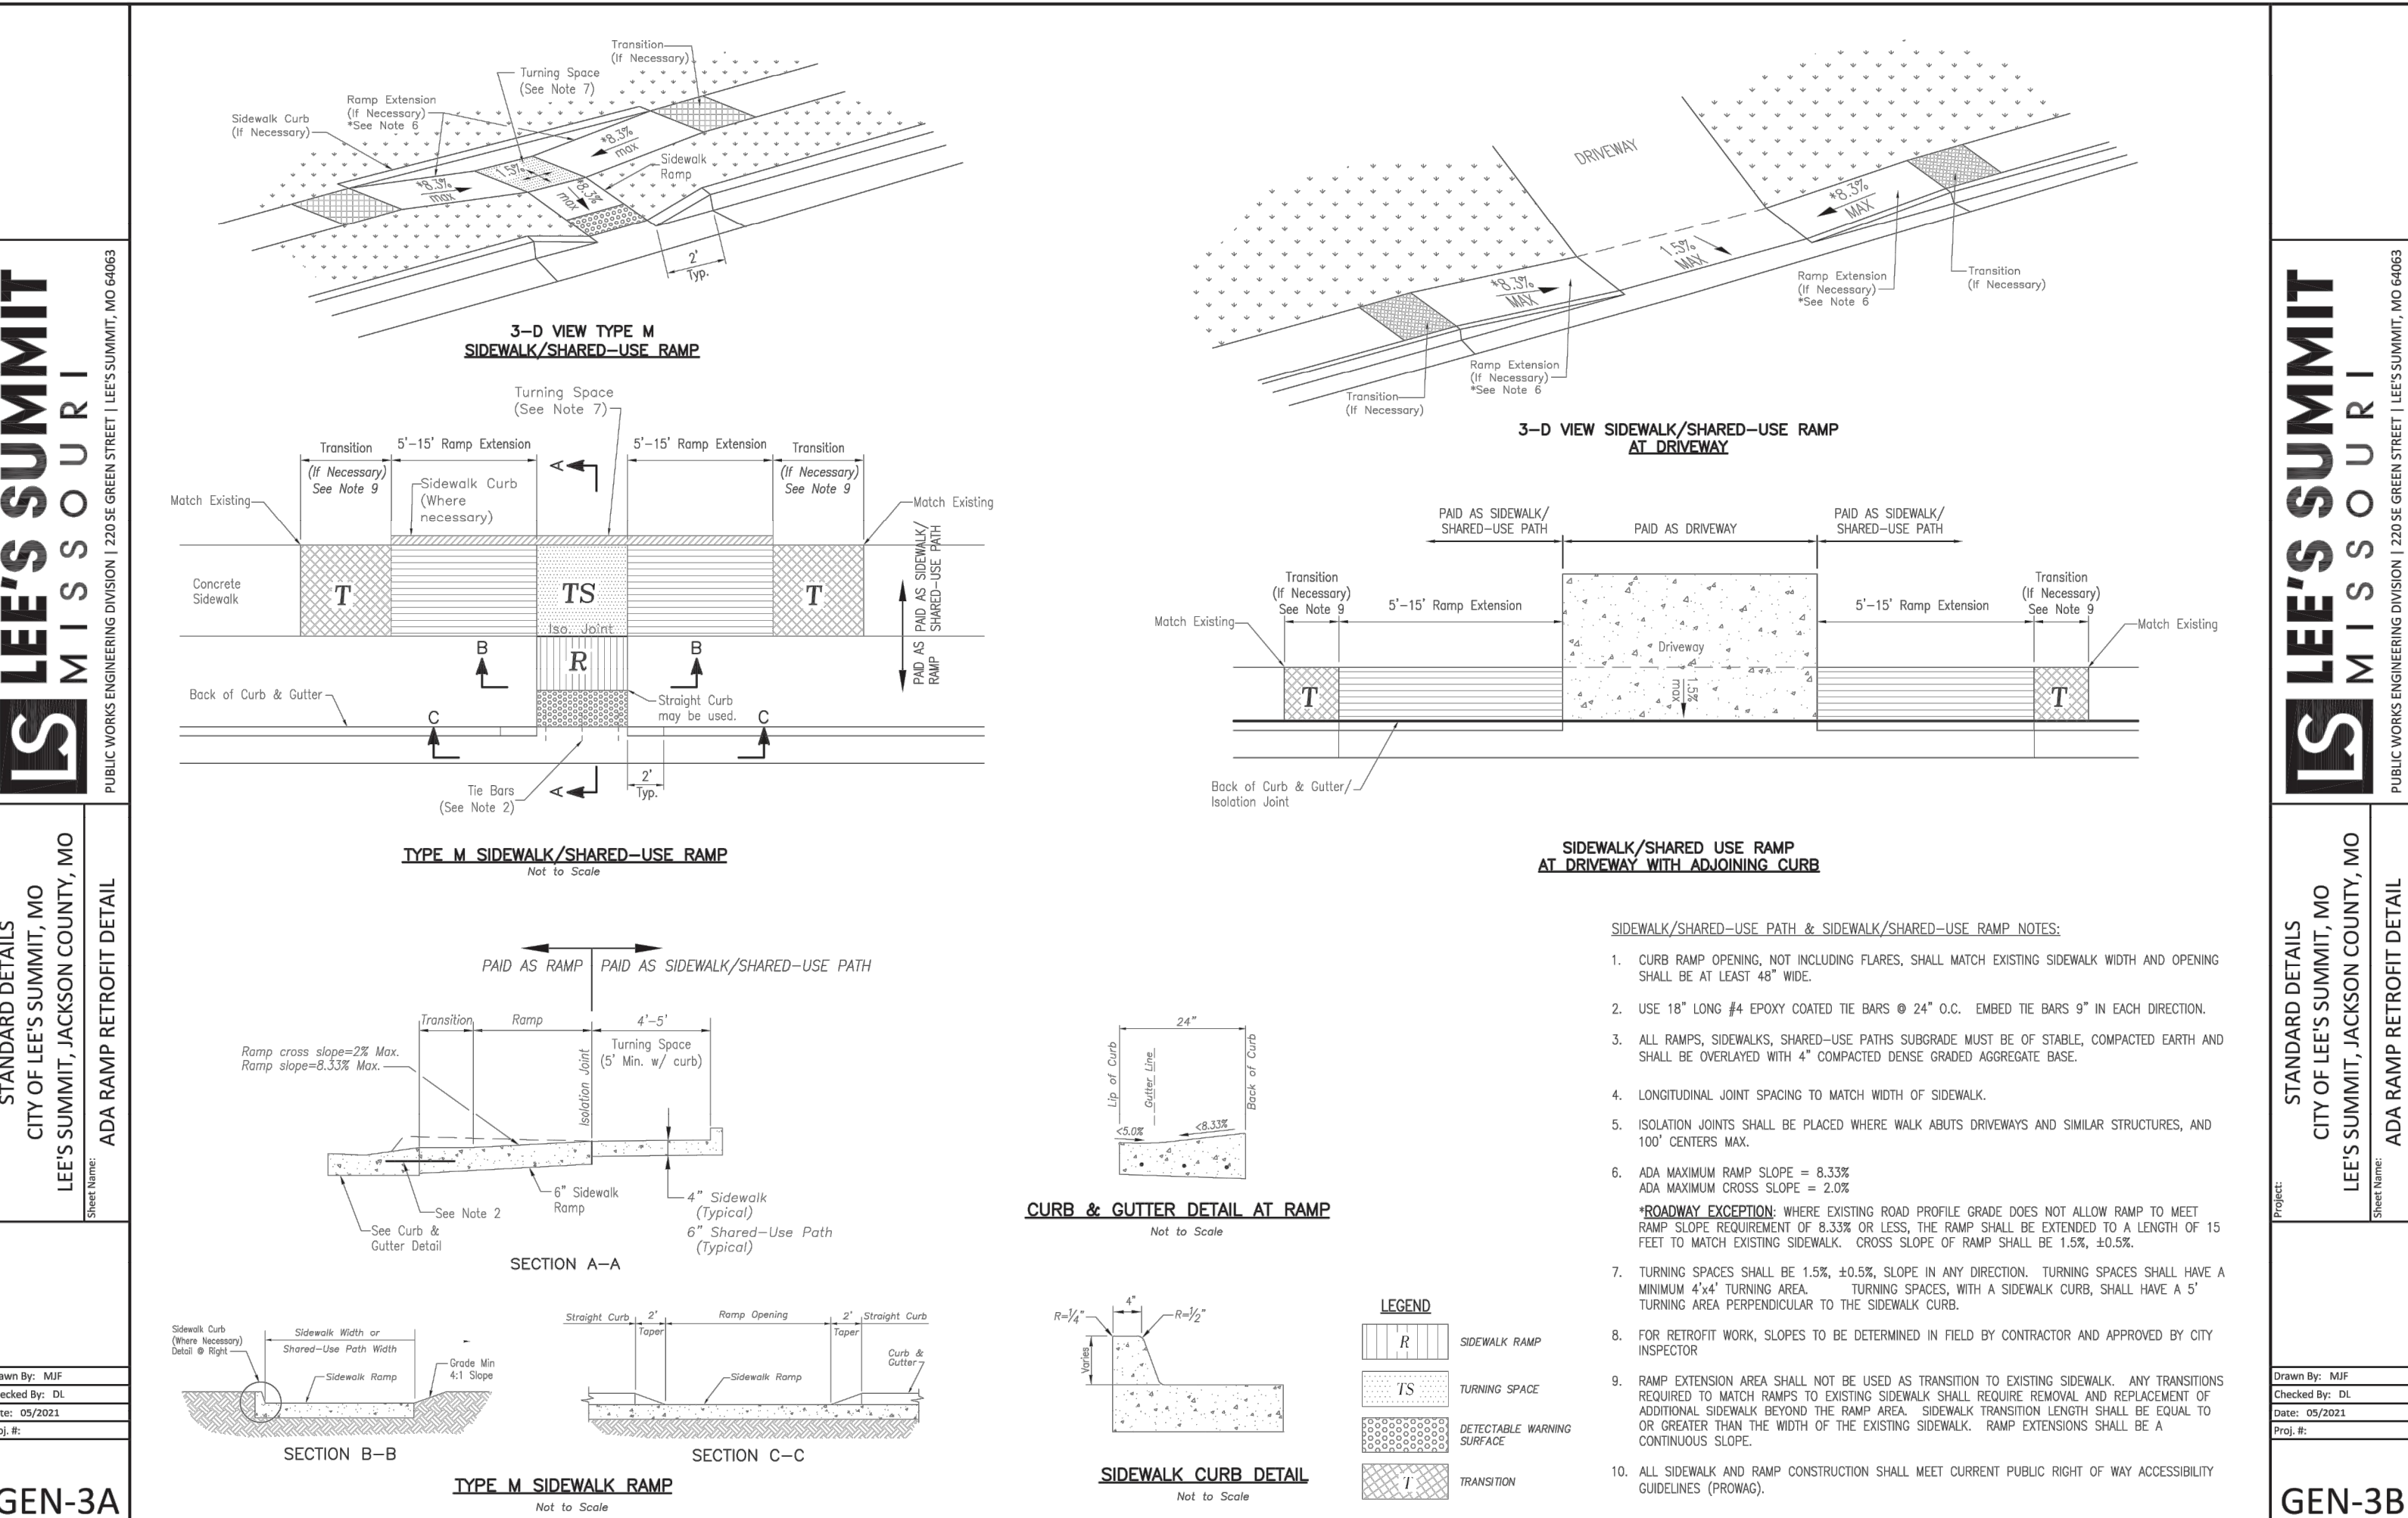 Transition
(If Necessary)
Turning Space
(See Note 7)
Ramp Extension
(If Necessary)
*See Note 6
Sidewalk Curb
(If Necessary)
*8.3%
max
Sidewalk
Ramp
1.5%
*8.3%
max
*8.3%
max
2'
Typ.
3-D VIEW TYPE M
SIDEWALK/SHARED-USE RAMP
DRIVEWAY
*8.3%
MAX
1.5%
MAX
*8.3%
MAX
Ramp Extension
(If Necessary)
*See Note 6
Transition
(If Necessary)
Ramp Extension
(If Necessary)
*See Note 6
Transition
(If Necessary)
3-D VIEW SIDEWALK/SHARED-USE RAMP
AT DRIVEWAY
Turning Space
(See Note 7)
Transition
5'-15' Ramp Extension
5'-15' Ramp Extension
Transition
(If Necessary)
See Note 9
A
(If Necessary)
See Note 9
Match Existing
Sidewalk Curb
(Where
necessary)
Match Existing
Concrete
Sidewalk
T
TS
T
Iso. Joint
PAID AS SIDEWALK/
SHARED-USE PATH
B
R
B
PAID AS
RAMP
Back of Curb & Gutter
Straight Curb
may be used.
C
C
Tie Bars
(See Note 2)
A
2'
Typ.
TYPE M SIDEWALK/SHARED-USE RAMP
Not to Scale
PAID AS SIDEWALK/
SHARED-USE PATH
PAID AS DRIVEWAY
PAID AS SIDEWALK/
SHARED-USE PATH
Transition
(If Necessary)
See Note 9
5'-15' Ramp Extension
5'-15' Ramp Extension
Transition
(If Necessary)
See Note 9
Match Existing
Match Existing
Driveway
T
1.5%
max
T
Back of Curb & Gutter/
Isolation Joint
SIDEWALK/SHARED USE RAMP
AT DRIVEWAY WITH ADJOINING CURB
PAID AS RAMP
PAID AS SIDEWALK/SHARED-USE PATH
Transition
Ramp
4'-5'
Ramp cross slope=2% Max.
Ramp slope=8.33% Max.
Isolation Joint
Turning Space
(5' Min. w/ curb)
6" Sidewalk
Ramp
4" Sidewalk
(Typical)
6" Shared-Use Path
(Typical)
See Note 2
See Curb &
Gutter Detail
SECTION A-A
24"
Lip of Curb
Gutter Line
Back of Curb
<5.0%
<8.33%
CURB & GUTTER DETAIL AT RAMP
Not to Scale
Sidewalk Curb
(Where Necessary)
Detail @ Right
Sidewalk Width or
Shared-Use Path Width
Sidewalk Ramp
Grade Min
4:1 Slope
SECTION B-B
Straight Curb
2'
Taper
Ramp Opening
2'
Taper
Straight Curb
Curb &
Gutter
Sidewalk Ramp
SECTION C-C
TYPE M SIDEWALK RAMP
Not to Scale
4"
R=1/4"
R=1/2"
Varies
SIDEWALK CURB DETAIL
Not to Scale
LEGEND
R
SIDEWALK RAMP
TS
TURNING SPACE
DETECTABLE WARNING
SURFACE
T
TRANSITION
SIDEWALK/SHARED-USE PATH & SIDEWALK/SHARED-USE RAMP NOTES:
1. CURB RAMP OPENING, NOT INCLUDING FLARES, SHALL MATCH EXISTING SIDEWALK WIDTH AND OPENING
SHALL BE AT LEAST 48" WIDE.
2. USE 18" LONG #4 EPOXY COATED TIE BARS @ 24" O.C. EMBED TIE BARS 9" IN EACH DIRECTION.
3. ALL RAMPS, SIDEWALKS, SHARED-USE PATHS SUBGRADE MUST BE OF STABLE, COMPACTED EARTH AND
SHALL BE OVERLAYED WITH 4" COMPACTED DENSE GRADED AGGREGATE BASE.
4. LONGITUDINAL JOINT SPACING TO MATCH WIDTH OF SIDEWALK.
5. ISOLATION JOINTS SHALL BE PLACED WHERE WALK ABUTS DRIVEWAYS AND SIMILAR STRUCTURES, AND
100' CENTERS MAX.
6. ADA MAXIMUM RAMP SLOPE = 8.33%
ADA MAXIMUM CROSS SLOPE = 2.0%
*ROADWAY EXCEPTION: WHERE EXISTING ROAD PROFILE GRADE DOES NOT ALLOW RAMP TO MEET
RAMP SLOPE REQUIREMENT OF 8.33% OR LESS, THE RAMP SHALL BE EXTENDED TO A LENGTH OF 15
FEET TO MATCH EXISTING SIDEWALK. CROSS SLOPE OF RAMP SHALL BE 1.5%, ±0.5%.
7. TURNING SPACES SHALL BE 1.5%, ±0.5%, SLOPE IN ANY DIRECTION. TURNING SPACES SHALL HAVE A
MINIMUM 4'x4' TURNING AREA. TURNING SPACES, WITH A SIDEWALK CURB, SHALL HAVE A 5'
TURNING AREA PERPENDICULAR TO THE SIDEWALK CURB.
8. FOR RETROFIT WORK, SLOPES TO BE DETERMINED IN FIELD BY CONTRACTOR AND APPROVED BY CITY
INSPECTOR
9. RAMP EXTENSION AREA SHALL NOT BE USED AS TRANSITION TO EXISTING SIDEWALK. ANY TRANSITIONS
REQUIRED TO MATCH RAMPS TO EXISTING SIDEWALK SHALL REQUIRE REMOVAL AND REPLACEMENT OF
ADDITIONAL SIDEWALK BEYOND THE RAMP AREA. SIDEWALK TRANSITION LENGTH SHALL BE EQUAL TO
OR GREATER THAN THE WIDTH OF THE EXISTING SIDEWALK. RAMP EXTENSIONS SHALL BE A
CONTINUOUS SLOPE.
10. ALL SIDEWALK AND RAMP CONSTRUCTION SHALL MEET CURRENT PUBLIC RIGHT OF WAY ACCESSIBILITY
GUIDELINES (PROWAG).
LS
LEE'S SUMMIT
MISSOURI
PUBLIC WORKS ENGINEERING DIVISION | 220 SE GREEN STREET | LEE'S SUMMIT, MO 64063
STANDARD DETAILS
CITY OF LEE'S SUMMIT, MO
LEE'S SUMMIT, JACKSON COUNTY, MO
Sheet Name:
ADA RAMP RETROFIT DETAIL
awn By: MJF
ecked By: DL
te: 05/2021
oj. #:
GEN-3A
LS
LEE'S SUMMIT
MISSOURI
PUBLIC WORKS ENGINEERING DIVISION | 220 SE GREEN STREET | LEE'S SUMMIT, MO 64063
Project:
STANDARD DETAILS
CITY OF LEE'S SUMMIT, MO
LEE'S SUMMIT, JACKSON COUNTY, MO
Sheet Name:
ADA RAMP RETROFIT DETAIL
Drawn By: MJF
Checked By: DL
Date: 05/2021
Proj. #:
GEN-3B